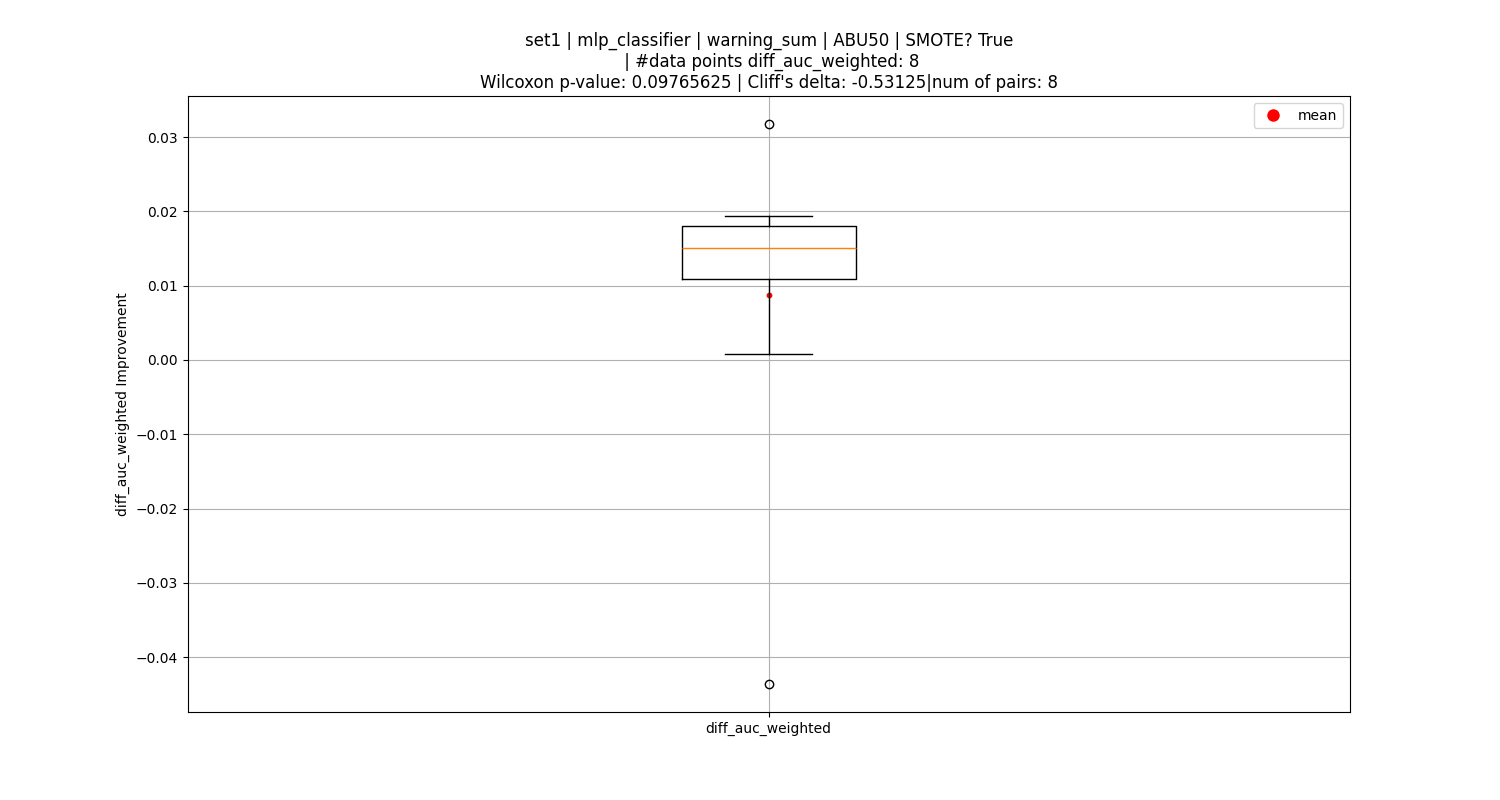 set1 | mlp_classifier | warning_sum | ABU50 | SMOTE? True
| #data points diff_auc_weighted: 8
Wilcoxon p-value: 0.09765625 | Cliff's delta: -0.53125|num of pairs: 8
mean
0.03
0.02
0.01
0.00
−0.01
−0.02
−0.03
−0.04
diff_auc_weighted Improvement
diff_auc_weighted